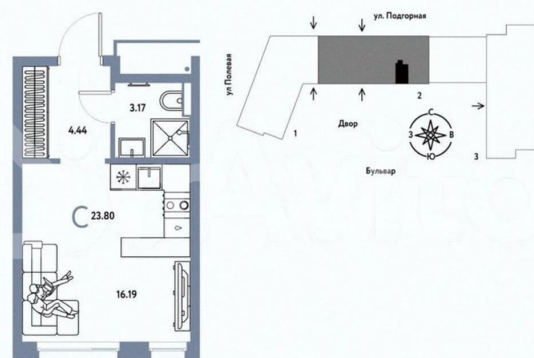 4.44
3.17
С 23.80
16.19
ул. Подгорная
ул Полевая
2
1
Двор
С
З В
Ю
3
Бульвар